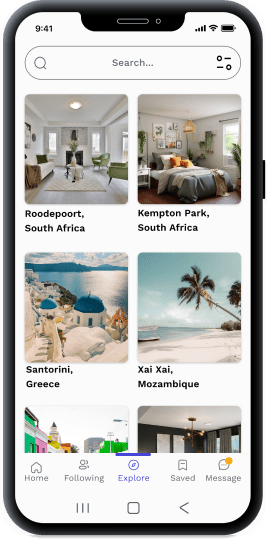 9:41
Search...
Roodepoort,
South Africa
Kempton Park,
South Africa
Santorini,
Greece
Xai Xai,
Mozambique
Home Following Explore Saved Message